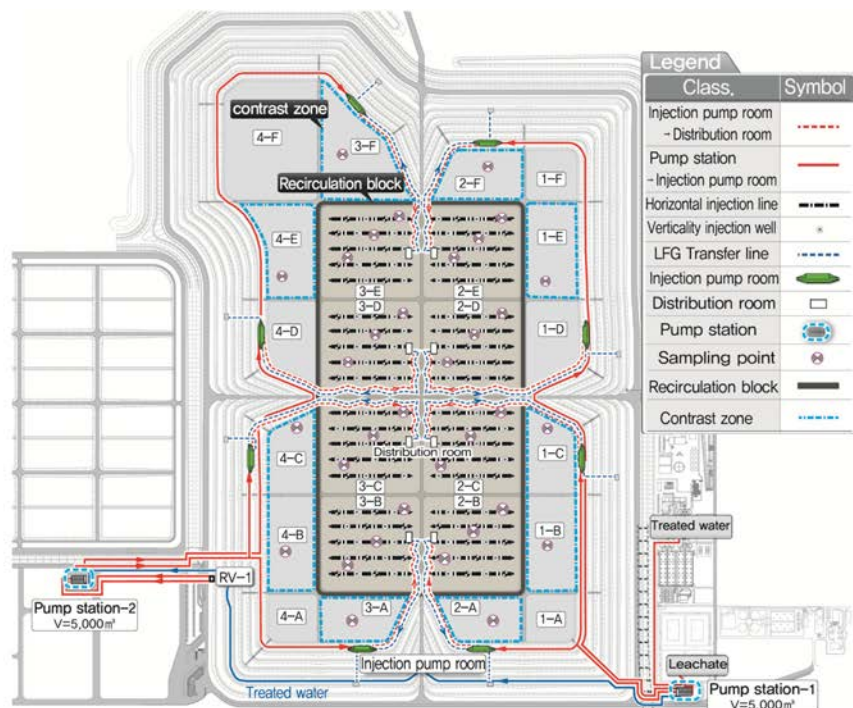 Legend
Class. Symbol
Injection pump room
→ Distribution room
Pump station
→ Injection pump room
Horizontal injection line
Verticality injection well
LFG Transfer line
Injection pump room
Distribution room
Pump station
Sampling point
Recirculation block
Contrast zone
contrast zone
4-F
3-F
2-F
1-F
Recirculation block
4-E
1-E
3-E
2-E
3-D
2-D
4-D
1-D
4-C
1-C
Distribution room
3-C
2-C
3-B
2-B
4-B
1-B
Treated water
RV-1
Pump station-2
V=5,000㎥
4-A
3-A
2-A
1-A
Injection pump room
Leachate
Treated water
Pump station-1
V=5,000㎥